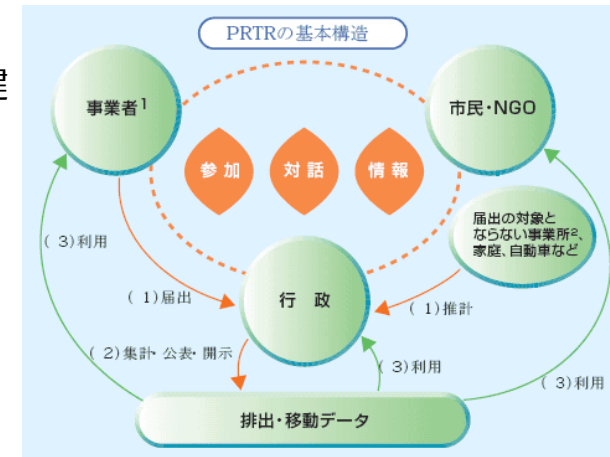 PRTRの基本構造
事業者1
市民・NGO
参加
対話
情報
届出の対象と
ならない事業所2、
家庭、自動車など
(3)利用
(1)届出
行 政
(1)推計
(2)集計・公表・開示
(3)利用
(3)利用
排出・移動データ